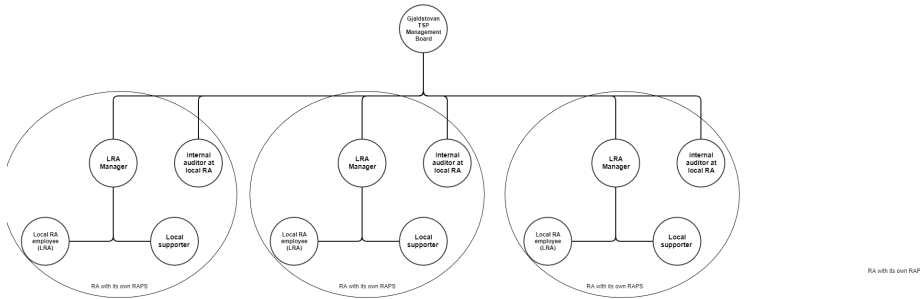 Gjaldstovan
TSP
Management
Board
LRA
Manager
Internal
auditor at
local RA
LRA
Manager
Internal
auditor at
local RA
LRA
Manager
Internal
auditor at
local RA
Local RA
employee
(LRA)
Local
supporter
Local RA
employee
(LRA)
Local
supporter
Local RA
employee
(LRA)
Local
supporter
RA with its own RAPS
RA with its own RAPS
RA with its own RAPS
RA with its own RAP